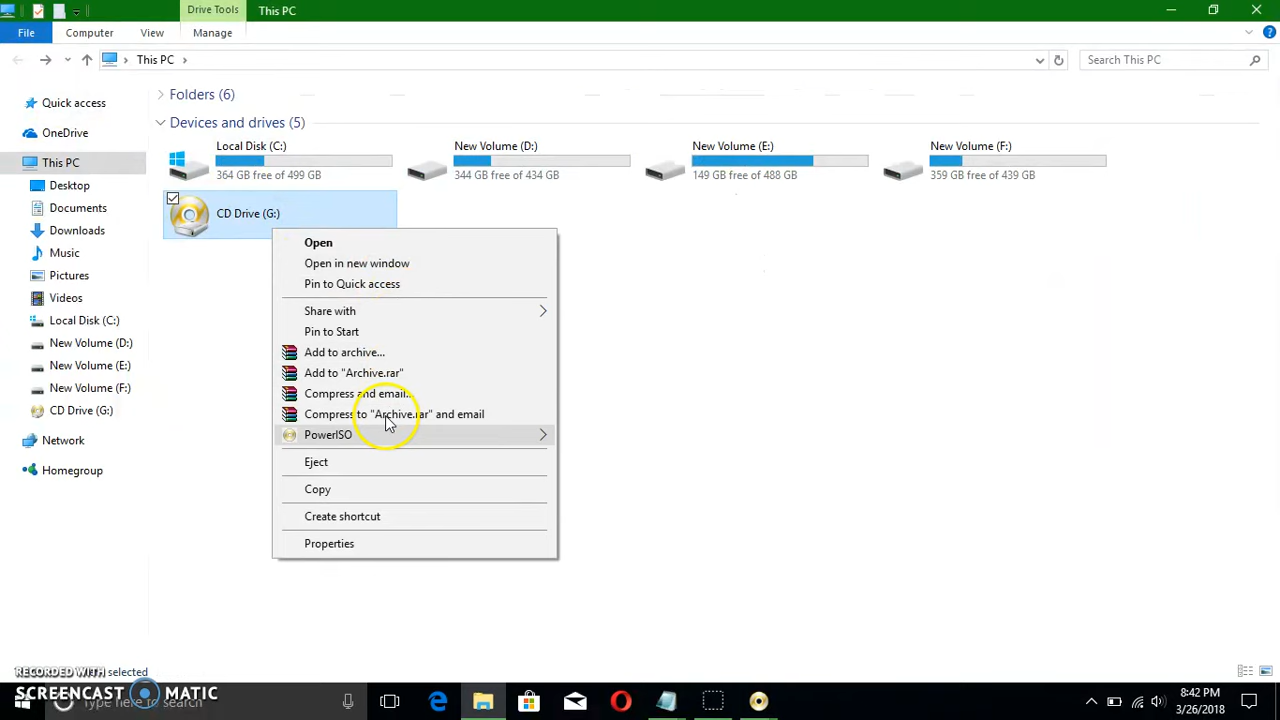 Drive Tools
This PC
File
Computer
View
Manage
This PC
Search This PC
Quick access
OneDrive
This PC
Desktop
Documents
Downloads
Music
Pictures
Videos
Local Disk (C:)
New Volume (D:)
New Volume (E:)
New Volume (F:)
CD Drive (G:)
Network
Homegroup
Folders (6)
Devices and drives (5)
Local Disk (C:)
364 GB free of 499 GB
New Volume (D:)
344 GB free of 434 GB
New Volume (E:)
149 GB free of 488 GB
New Volume (F:)
359 GB free of 439 GB
CD Drive (G:)
Open
Open in new window
Pin to Quick access
Share with
Pin to Start
Add to archive...
Add to "Archive.rar"
Compress and email...
Compress to "Archive.rar" and email
PowerISO
Eject
Copy
Create shortcut
Properties
selected
RECORDED WITH
SCREENCAST MATIC
Type here to search
8:42 PM
3/26/2018